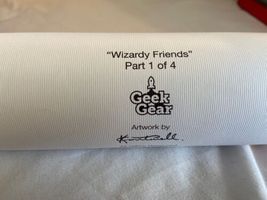 "Wizardy Friends"
Part 1 of 4
Geek
Gear
Artwork by